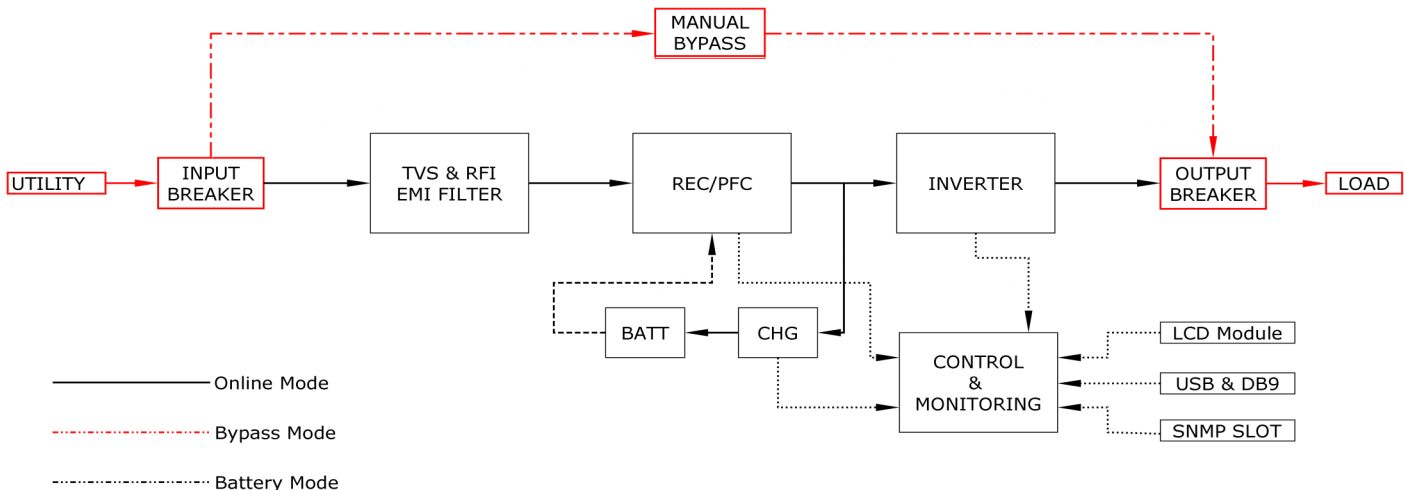 MANUAL
BYPASS
UTILITY
INPUT
BREAKER
TVS & RFI
EMI FILTER
REC/PFC
INVERTER
OUTPUT
BREAKER
LOAD
BATT
CHG
CONTROL
&
MONITORING
LCD Module
USB & DB9
SNMP SLOT
Online Mode
Bypass Mode
Battery Mode